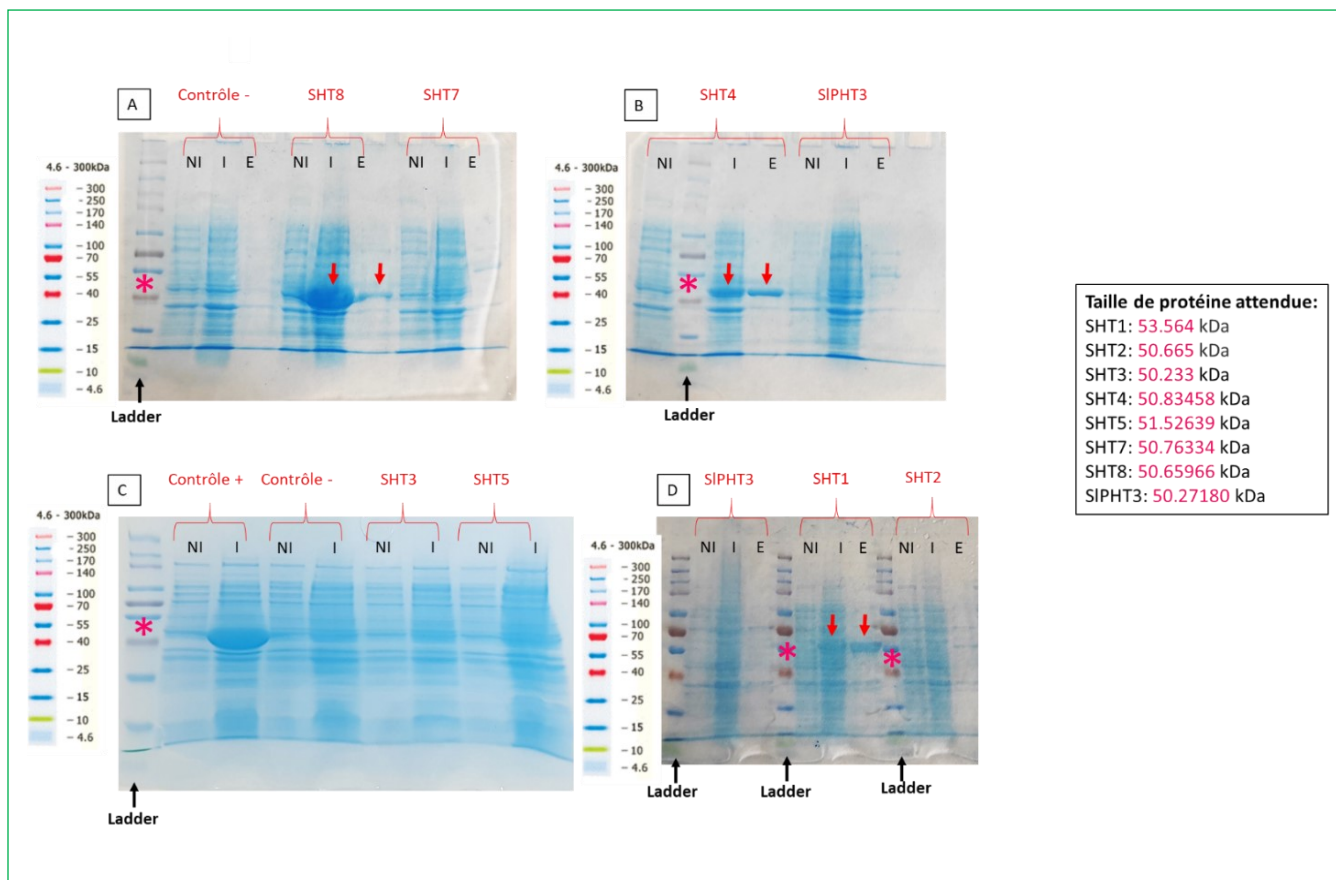 A
Contrôle -
SHT8
SHT7
NI I E
NI I E
NI I E
4.6 - 300kDa
– 300
– 250
– 170
– 140
– 100
– 70
– 55
– 40
– 25
– 15
– 10
– 4.6
*
Ladder
B
SHT4
SlPHT3
NI
I E
NI I E
4.6 - 300kDa
– 300
– 250
– 170
– 140
– 100
– 70
– 55
– 40
– 25
– 15
– 10
– 4.6
*
Ladder
Taille de protéine attendue:
SHT1: 53.564 kDa
SHT2: 50.665 kDa
SHT3: 50.233 kDa
SHT4: 50.83458 kDa
SHT5: 51.52639 kDa
SHT7: 50.76334 kDa
SHT8: 50.65966 kDa
SlPHT3: 50.27180 kDa
C
Contrôle +
Contrôle -
SHT3
SHT5
NI I
NI I
NI I
NI I
4.6 - 300kDa
– 300
– 250
– 170
– 140
– 100
– 70
– 55
– 40
– 25
– 15
– 10
– 4.6
*
Ladder
D
SlPHT3
SHT1
SHT2
NI I E
NI I E
NI I E
4.6 - 300kDa
– 300
– 250
– 170
– 140
– 100
– 70
– 55
– 40
– 25
– 15
– 10
– 4.6
*
*
Ladder
Ladder
Ladder